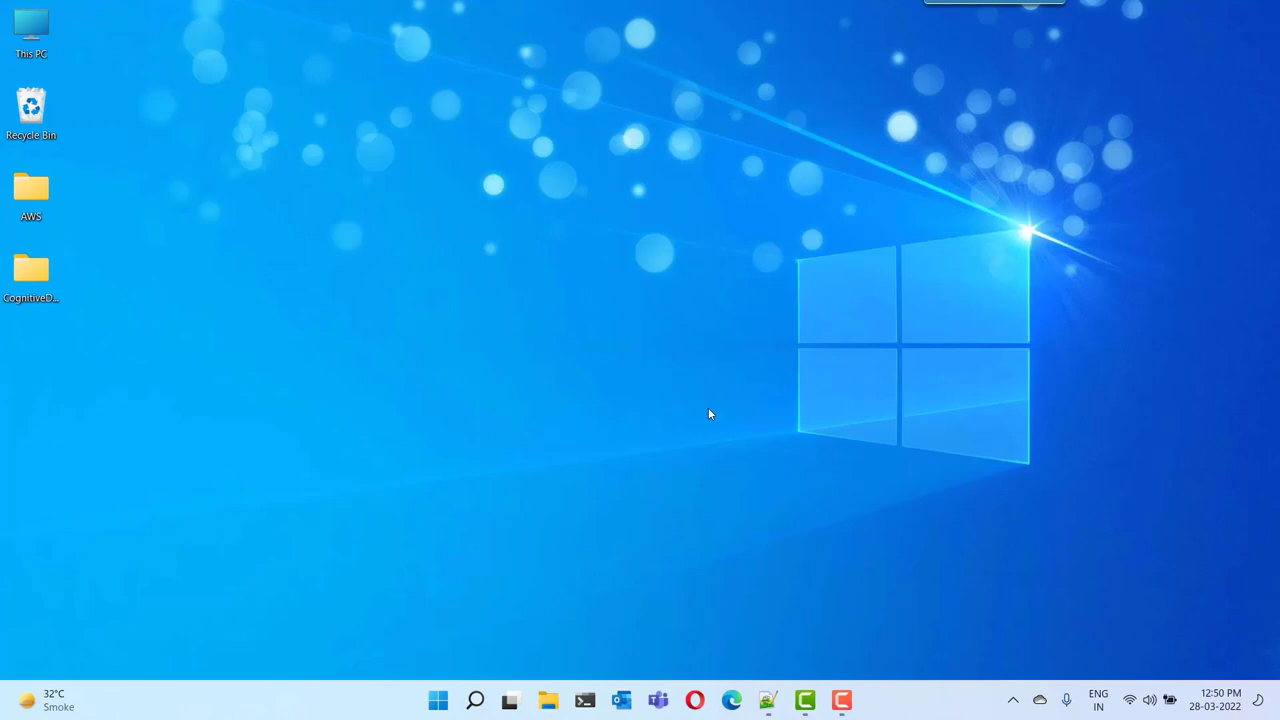 This PC
Recycle Bin
AWS
CognitiveD...
32°C
Smoke
ENG
IN
12:50 PM
28-03-2022